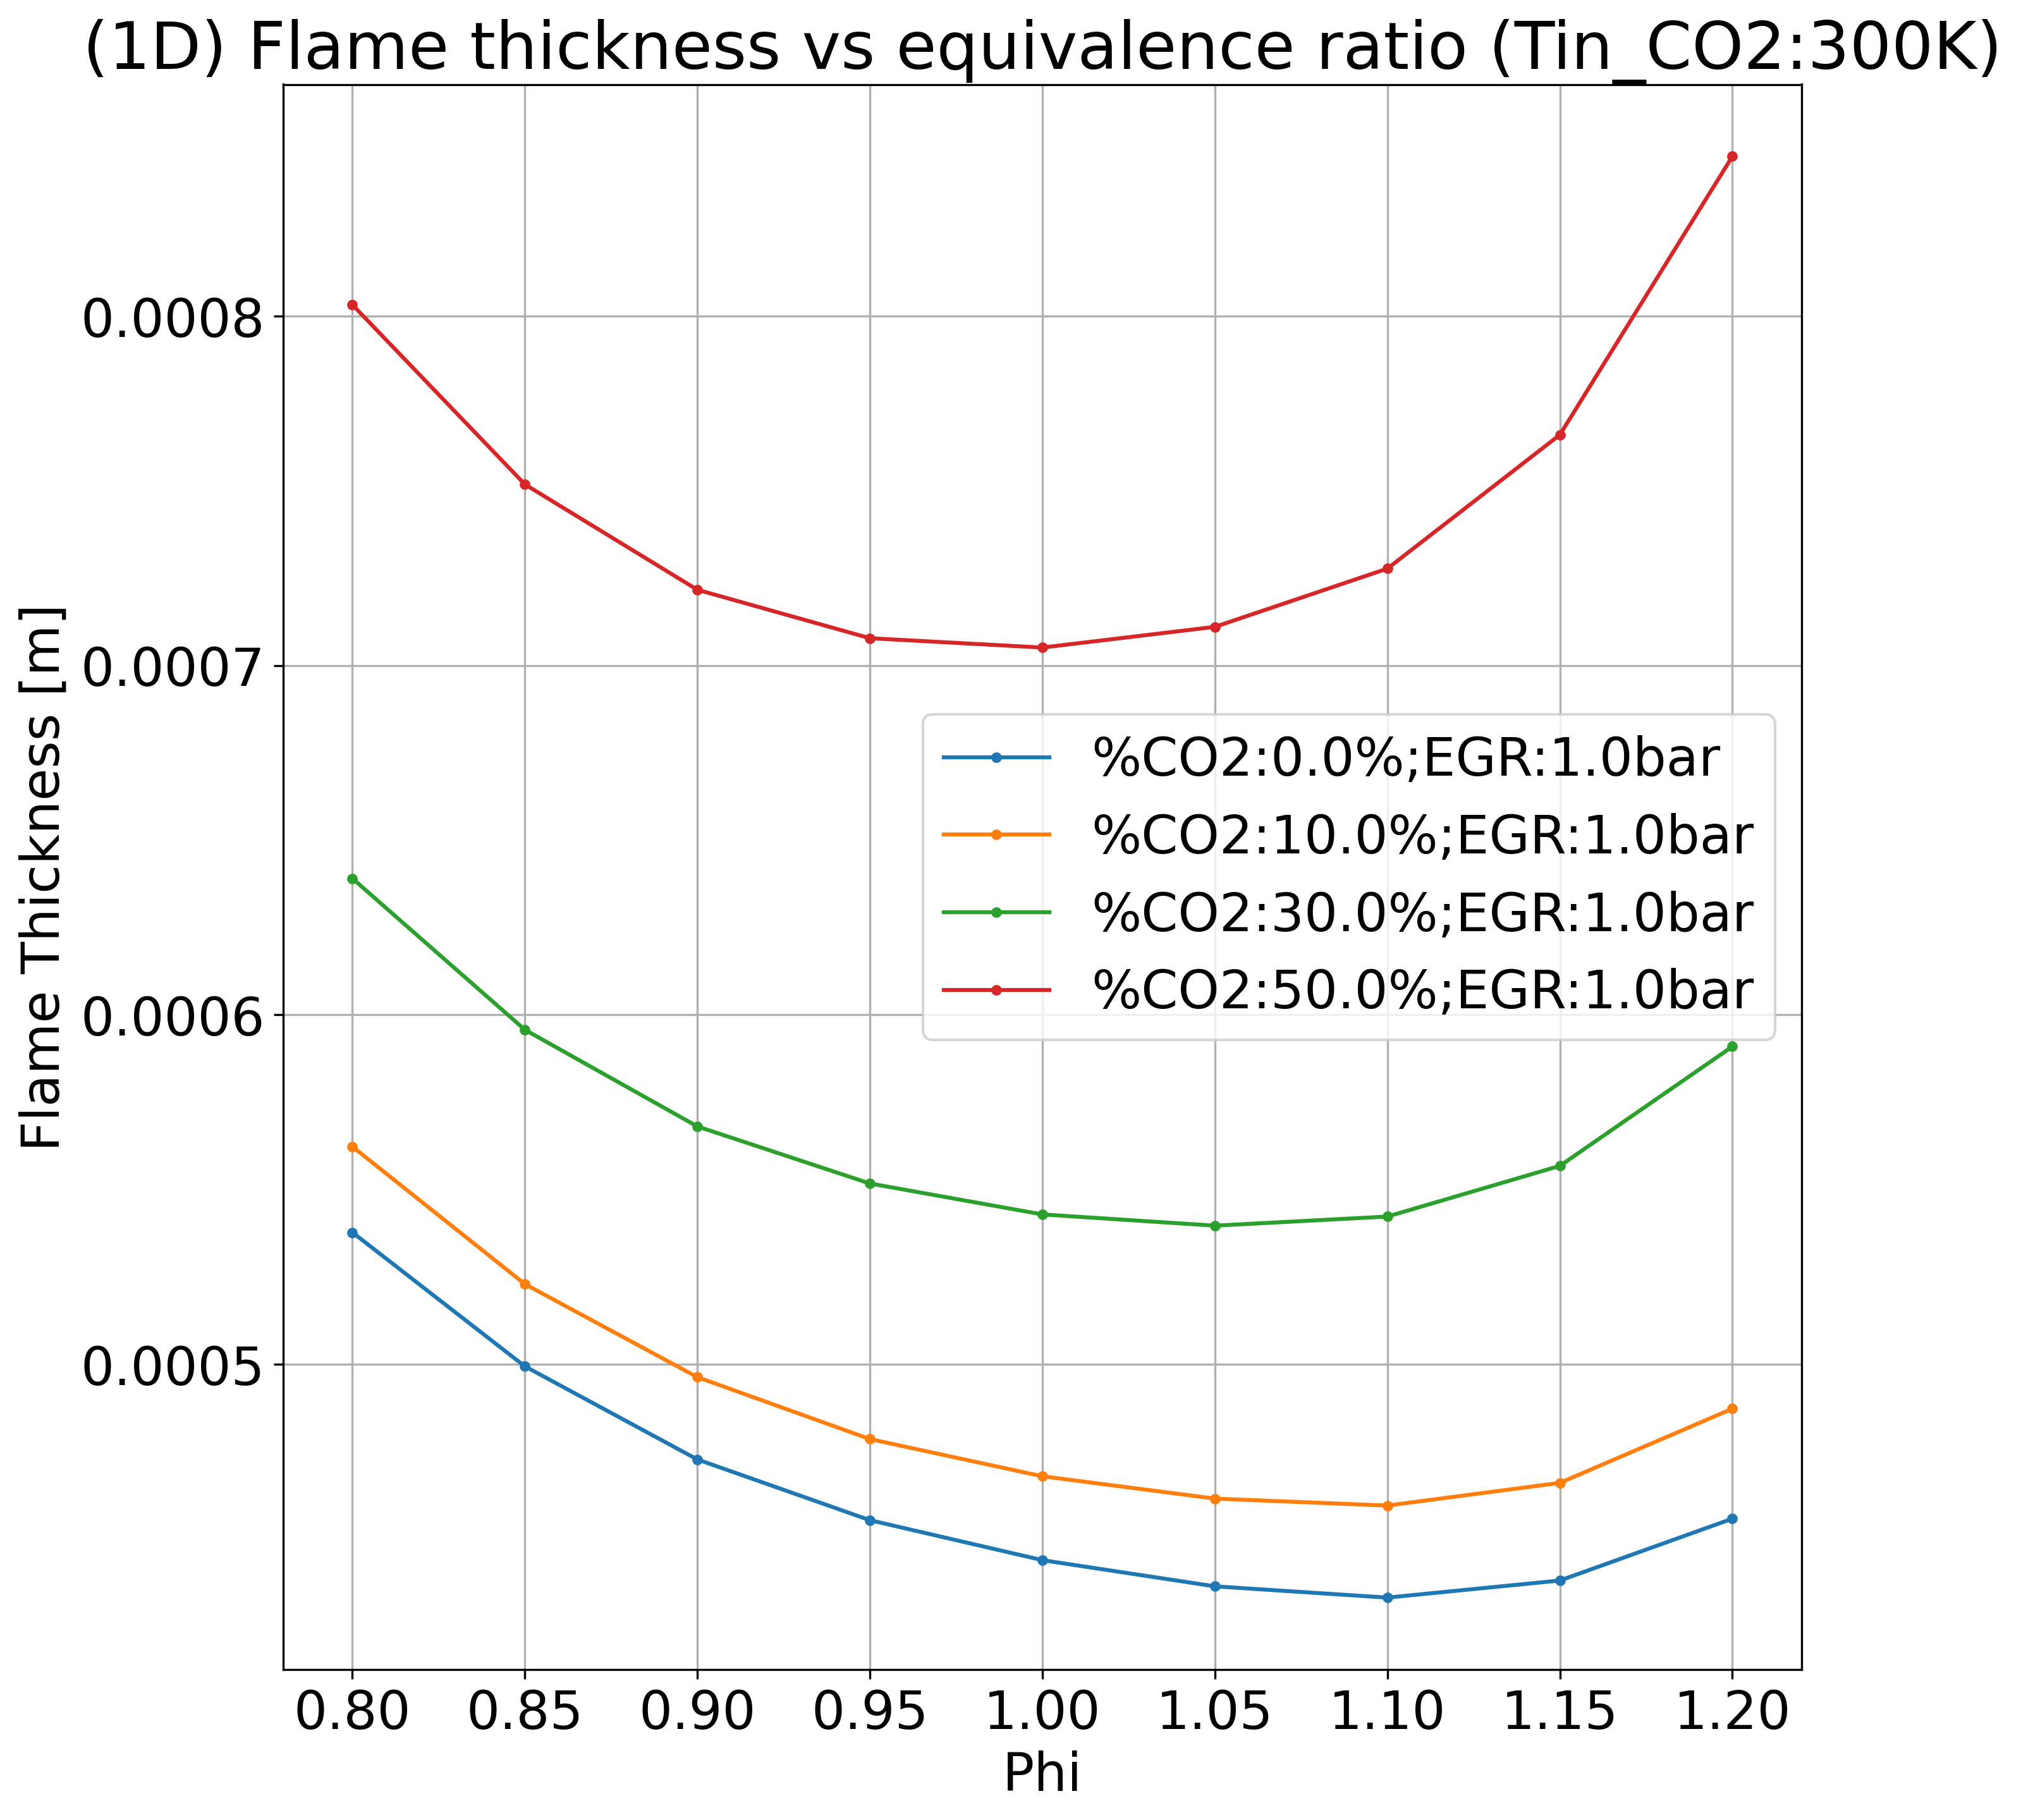 (1D) Flame thickness vs equivalence ratio (Tin_CO2:300K)
0.0008
0.0007
0.0006
0.0005
Flame Thickness [m]
%CO2:0.0%;EGR:1.0bar
%CO2:10.0%;EGR:1.0bar
%CO2:30.0%;EGR:1.0bar
%CO2:50.0%;EGR:1.0bar
0.80 0.85 0.90 0.95 1.00 1.05 1.10 1.15 1.20
Phi